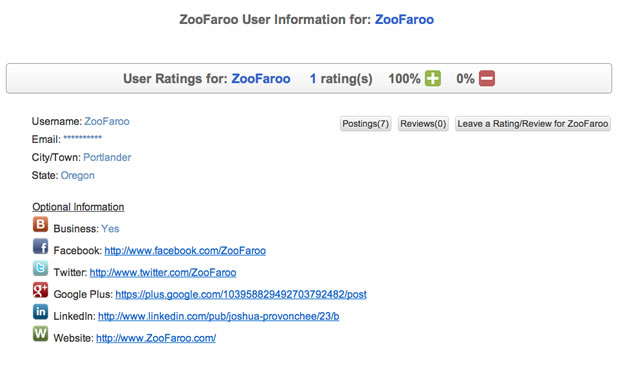 ZooFaroo User Information for: ZooFaroo
User Ratings for: ZooFaroo 1 rating(s) 100% 0%
Username: ZooFaroo
Postings(7) Reviews(0) Leave a Rating/Review for ZooFaroo
Email: **********
City/Town: Portlander
State: Oregon
Optional Information
B Business: Yes
f Facebook: http://www.facebook.com/ZooFaroo
t Twitter: http://www.twitter.com/ZooFaroo
g+ Google Plus: https://plus.google.com/103958829492703792482/post
in LinkedIn: http://www.linkedin.com/pub/joshua-provonchee/23/b
W Website: http://www.ZooFaroo.com/